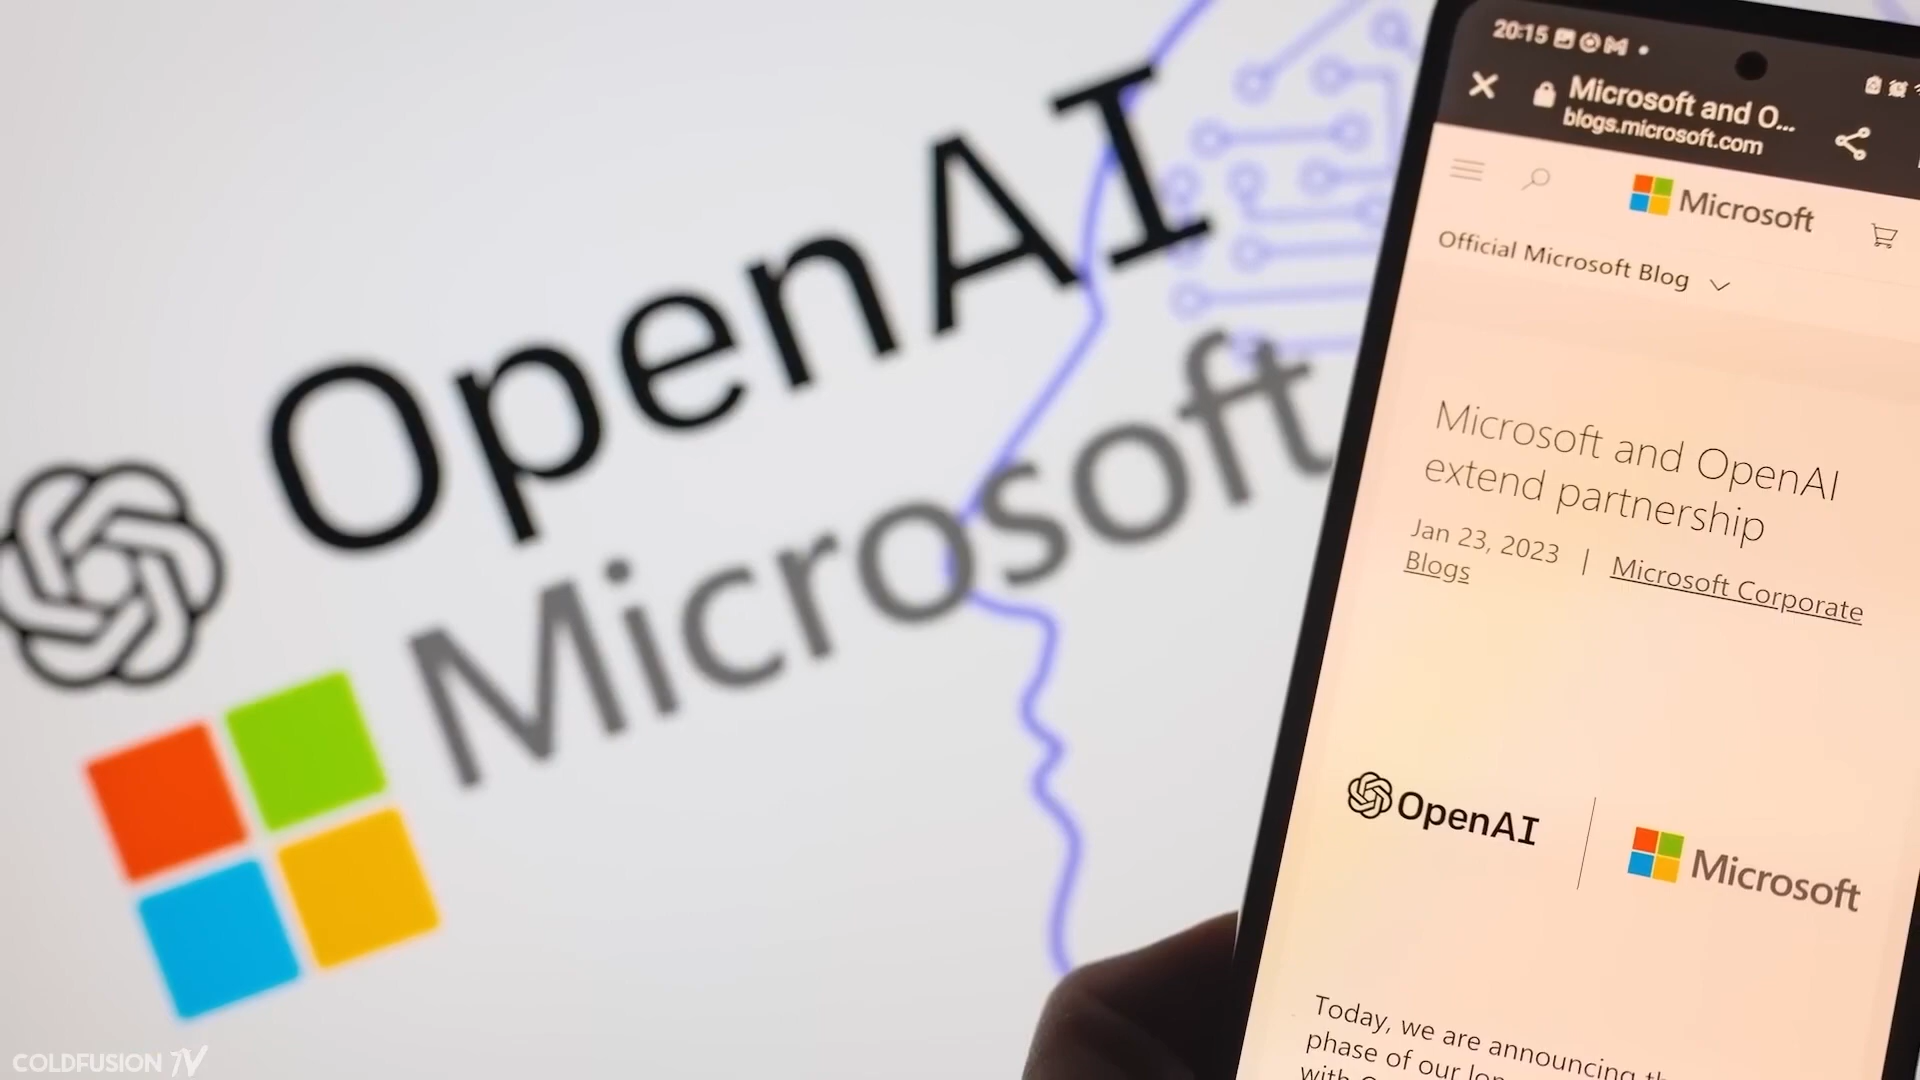 OpenAI
Microsoft
20:15
Microsoft and O...
blogs.microsoft.com
Microsoft
Official Microsoft Blog
Microsoft and OpenAI
extend partnership
Jan 23, 2023 | Microsoft Corporate
Blogs
OpenAI | Microsoft
Today, we are announcing
phase of our
with
COLDFUSION TV